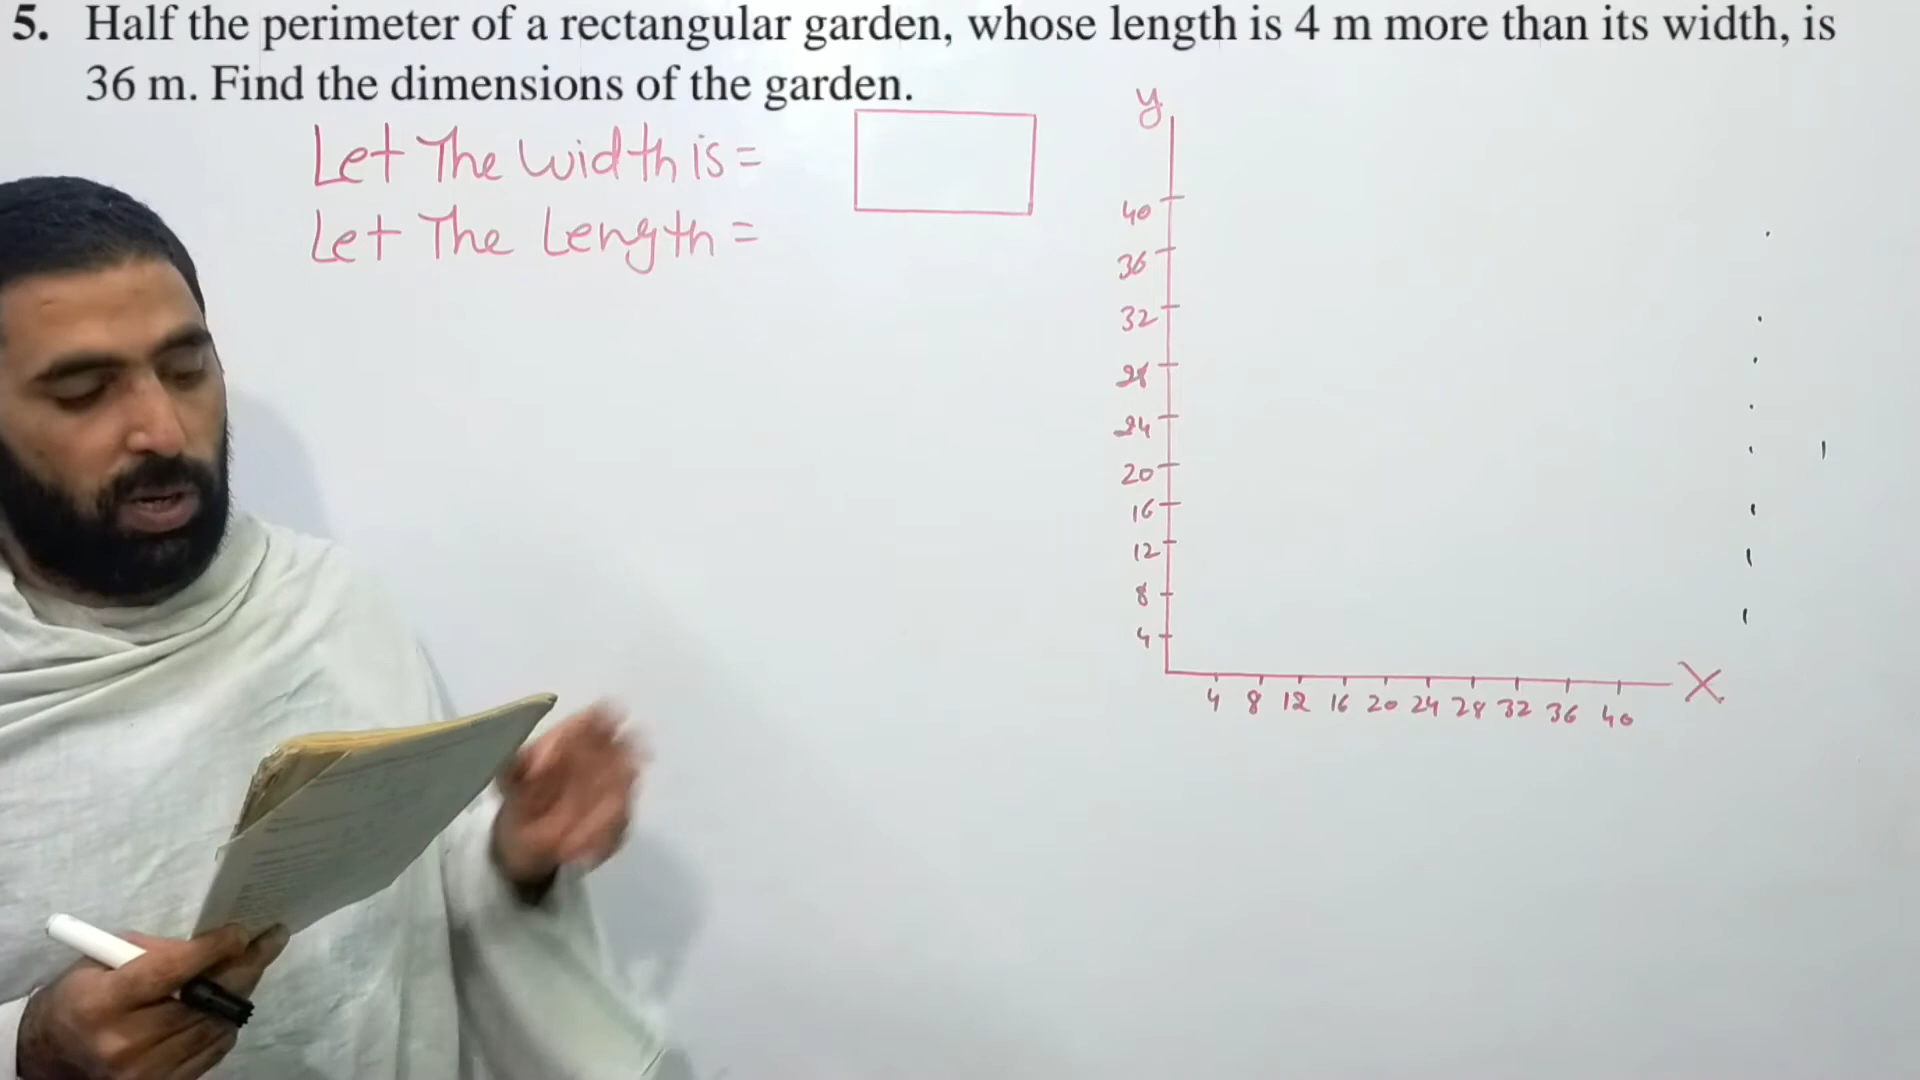 5. Half the perimeter of a rectangular garden, whose length is 4 m more than its width, is
36 m. Find the dimensions of the garden.
Let The width is =
Let The Length =
y
40
36
32
28
24
20
16
12
8
4
4 8 12 16 20 24 28 32 36 40
X